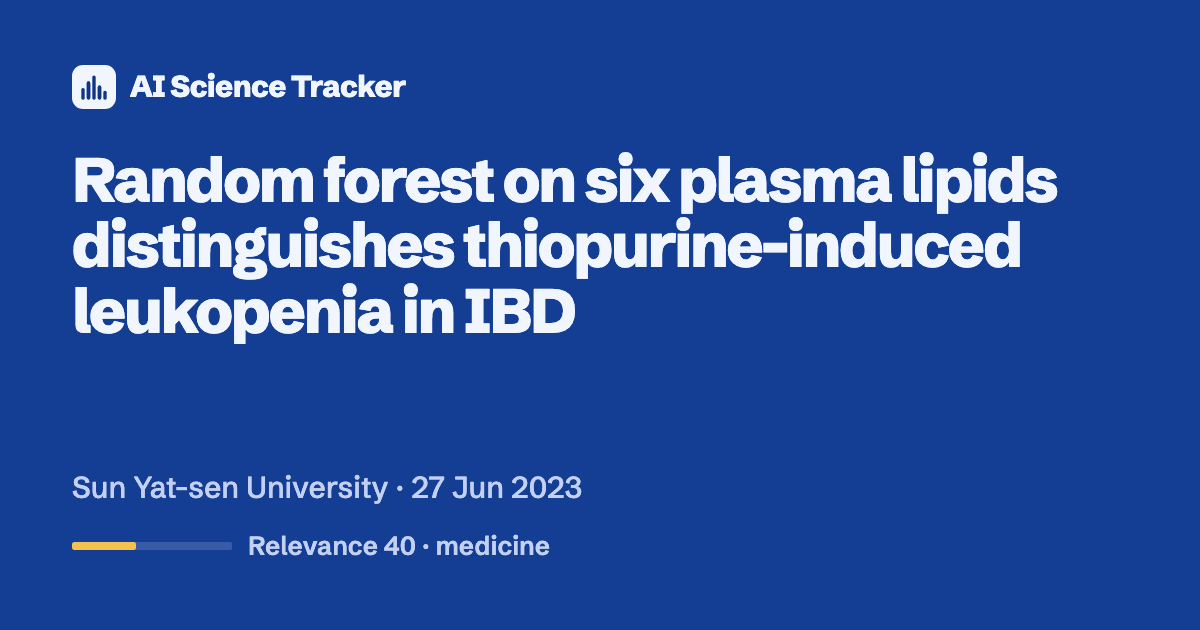 AI Science Tracker
Random forest on six plasma lipids
distinguishes thiopurine-induced
leukopenia in IBD
Sun Yat-sen University · 27 Jun 2023
Relevance 40 · medicine